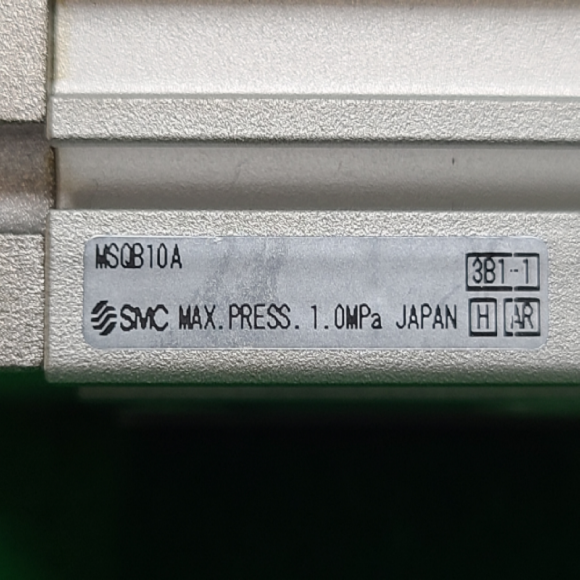 MSQB10A
3B1-1
SMC MAX.PRESS. 1.0MPa JAPAN H AR